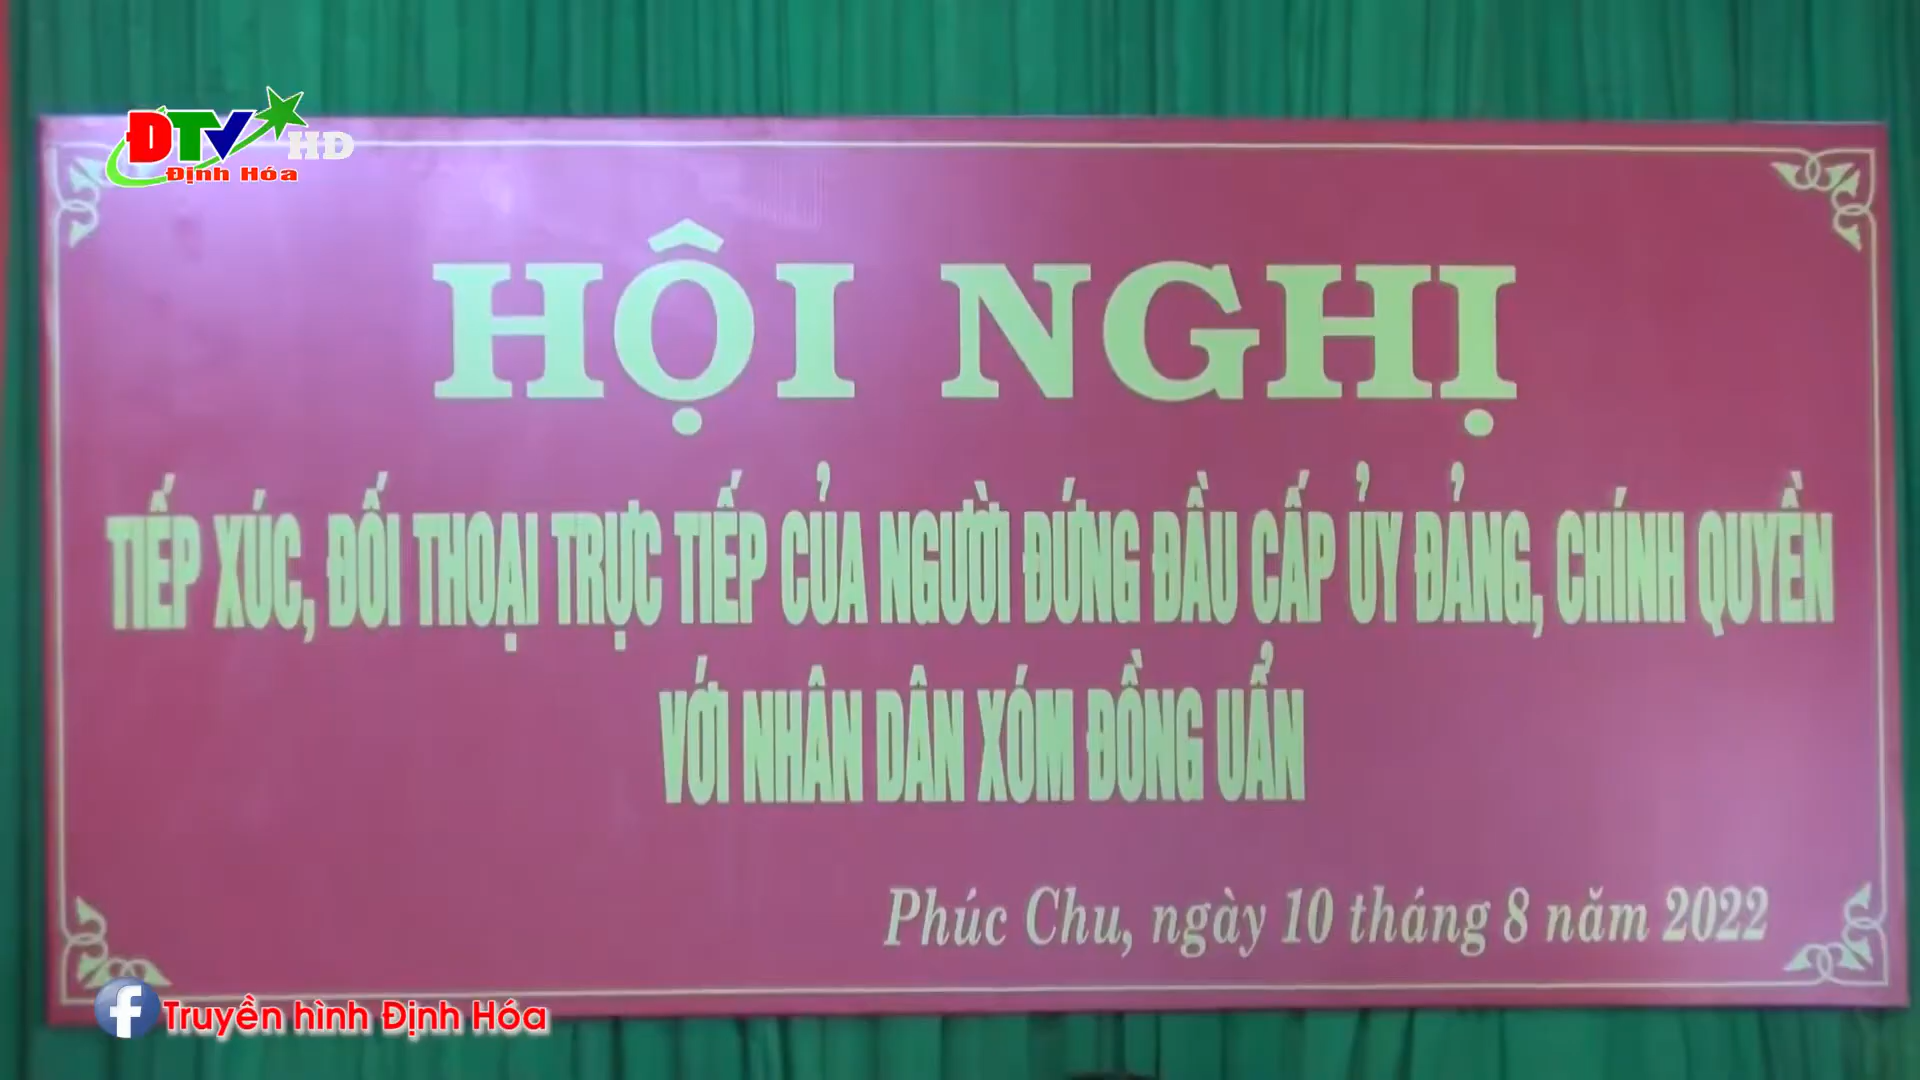 ĐTV HD
Định Hóa
HỘI NGHỊ
TIẾP XÚC, ĐỐI THOẠI TRỰC TIẾP CỦA NGƯỜI ĐỨNG ĐẦU CẤP ỦY ĐẢNG, CHÍNH QUYỀN
VỚI NHÂN DÂN XÓM ĐỒNG UẨN
Phúc Chu, ngày 10 tháng 8 năm 2022
f Truyền hình Định Hóa